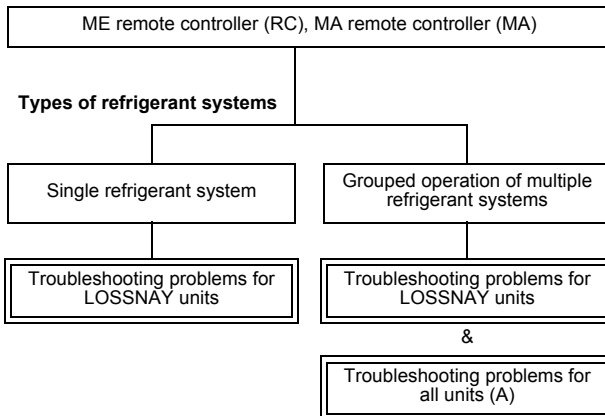 ME remote controller (RC), MA remote controller (MA)
Types of refrigerant systems
Single refrigerant system
Grouped operation of multiple
refrigerant systems
Troubleshooting problems for
LOSSNAY units
Troubleshooting problems for
LOSSNAY units
&
Troubleshooting problems for
all units (A)